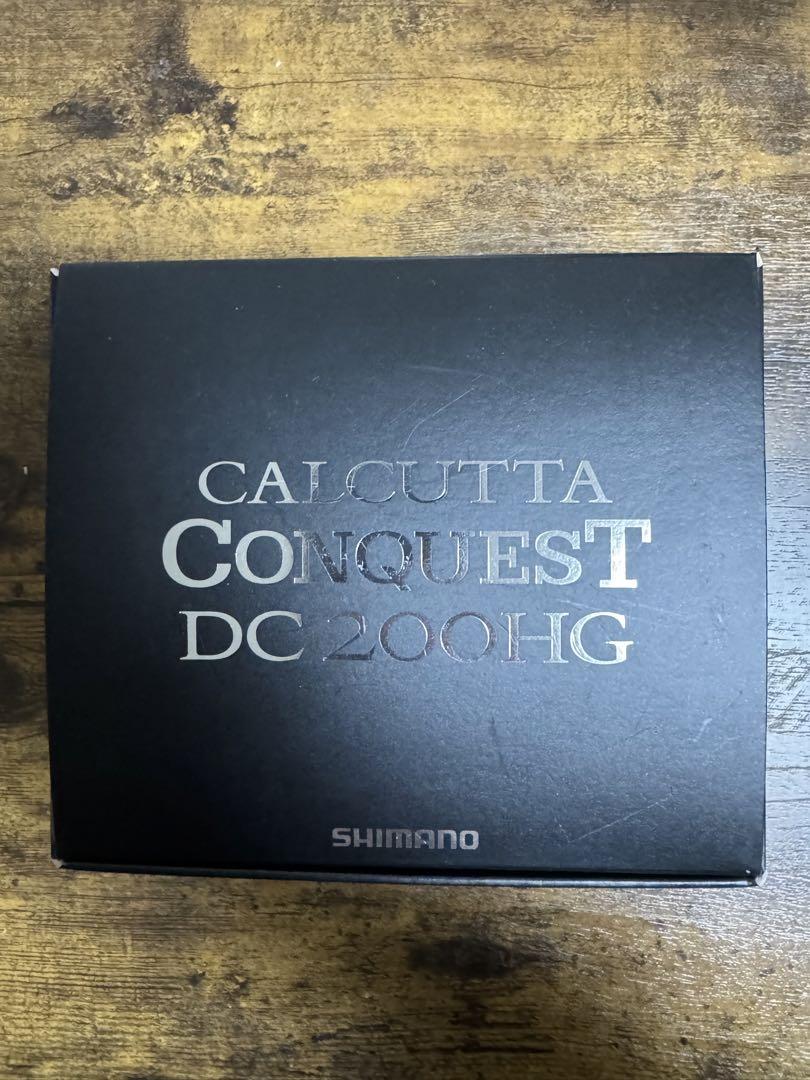 CALCUTTA
CONQUEST
DC 200HG
SHIMANO